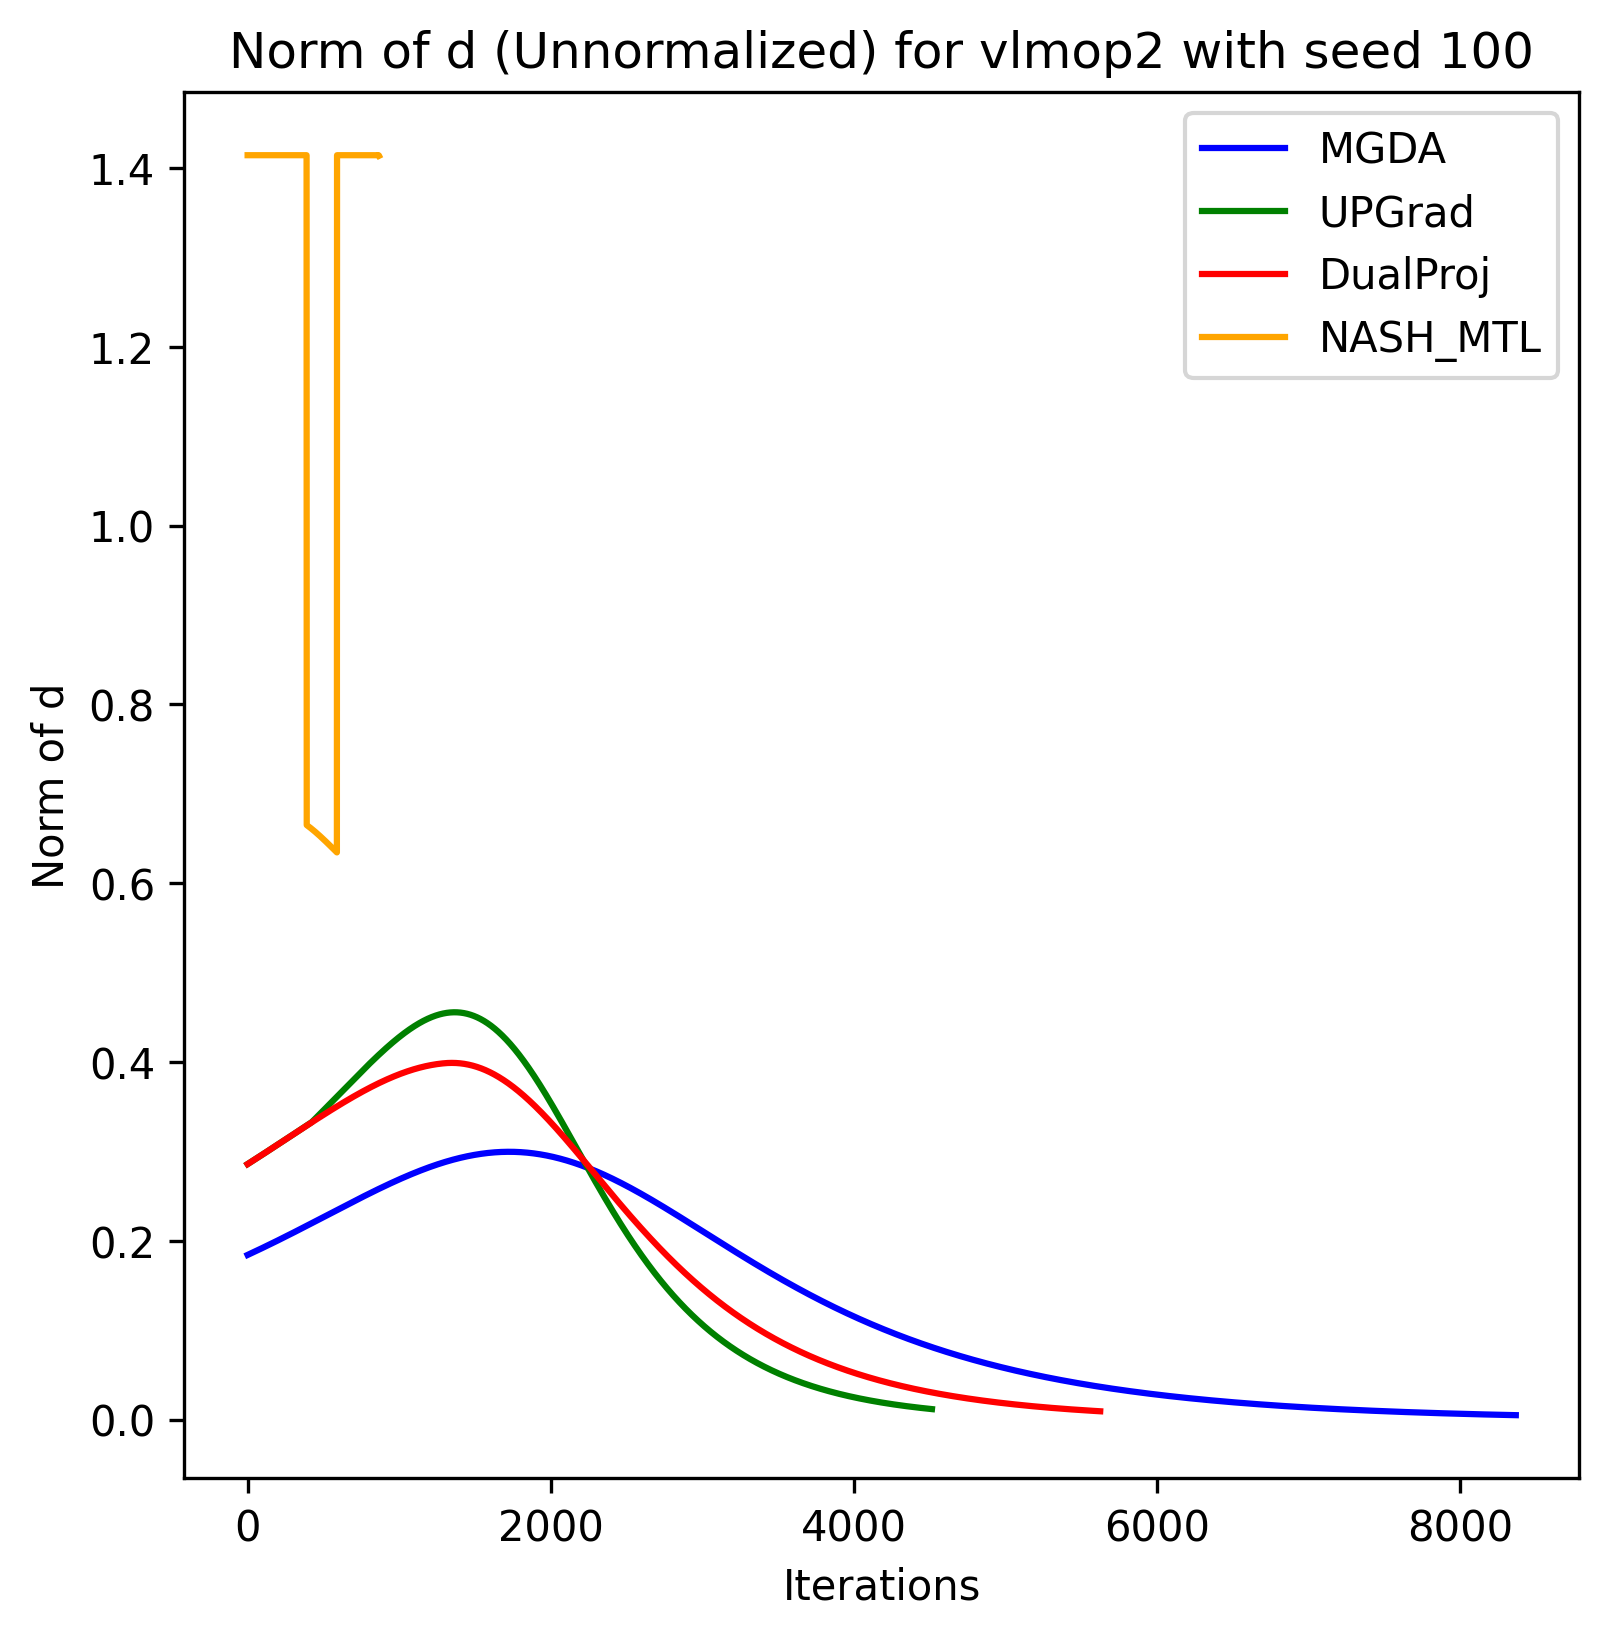 Norm of d (Unnormalized) for vlmop2 with seed 100
MGDA
UPGrad
DualProj
NASH_MTL
Norm of d
1.4
1.2
1.0
0.8
0.6
0.4
0.2
0.0
0
2000
4000
6000
8000
Iterations